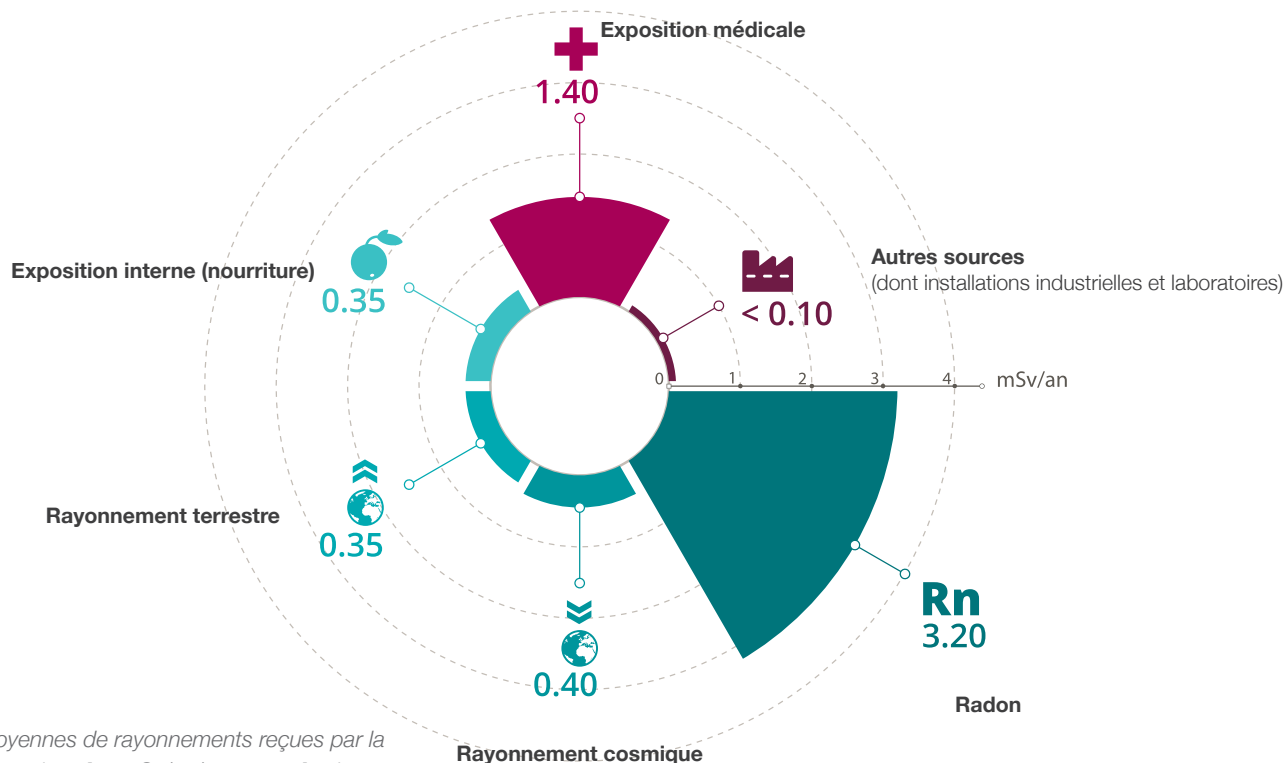 Exposition médicale
1.40
Exposition interne (nourriture)
0.35
Autres sources
(dont installations industrielles et laboratoires)
< 0.10
0 1 2 3 4 mSv/an
Rayonnement terrestre
0.35
Rn
3.20
0.40
Radon
oyennes de rayonnements reçues par la
Rayonnement cosmique